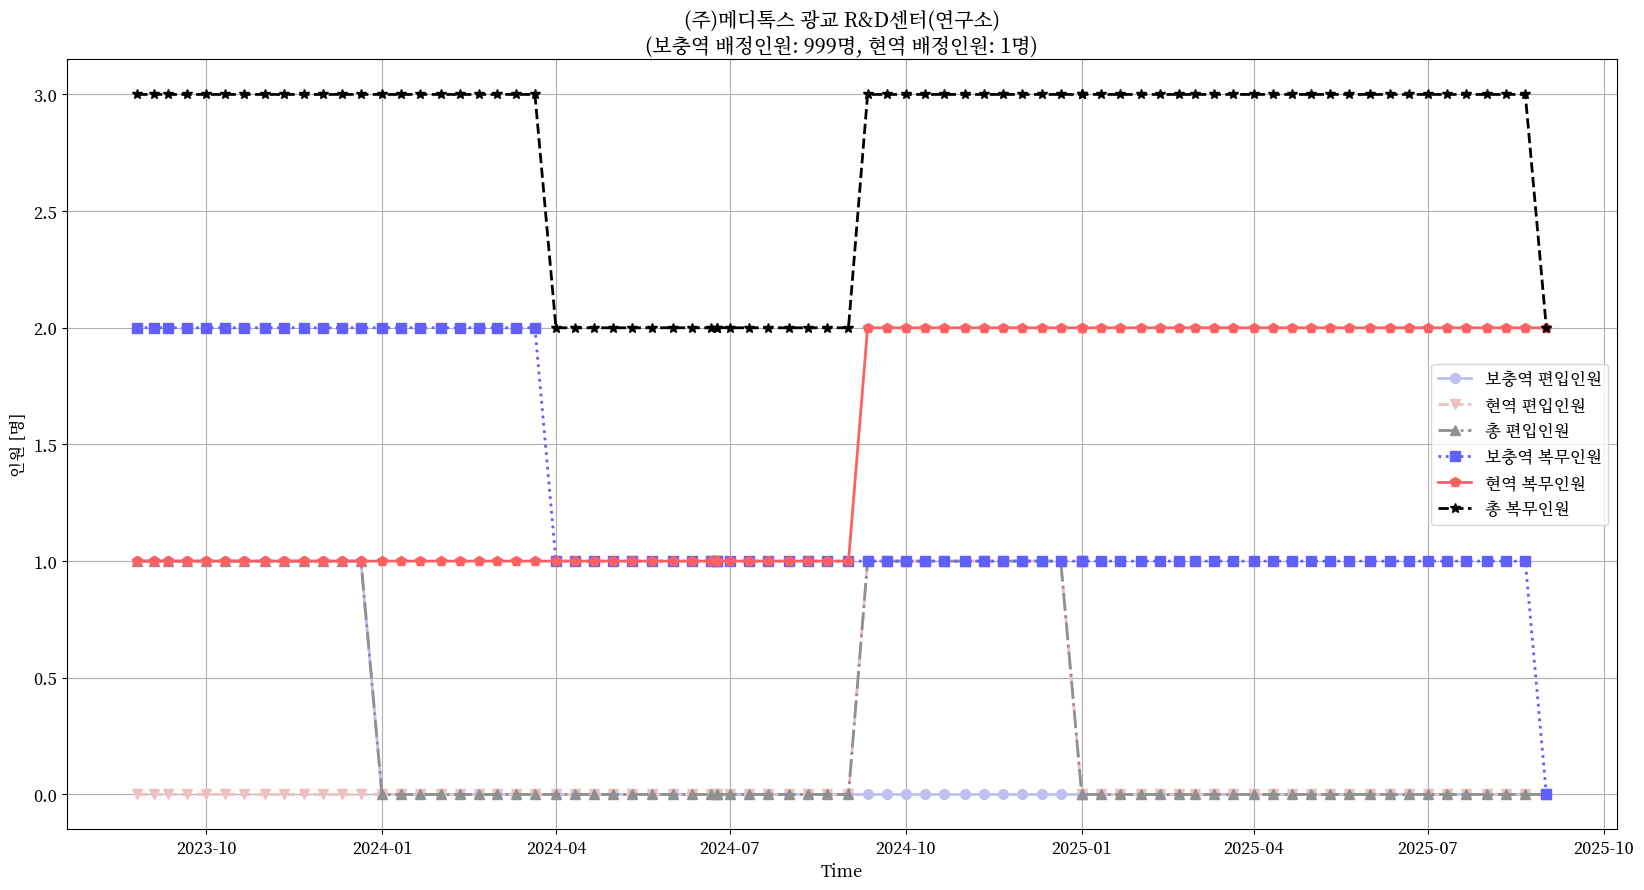 (주)메디톡스 광교 R&D센터(연구소)
(보충역 배정인원: 999명, 현역 배정인원: 1명)
인원 [명]
3.0
2.5
2.0
1.5
1.0
0.5
0.0
보충역 편입인원
현역 편입인원
총 편입인원
보충역 복무인원
현역 복무인원
총 복무인원
2023-10 2024-01 2024-04 2024-07 2024-10 2025-01 2025-04 2025-07 2025-10
Time